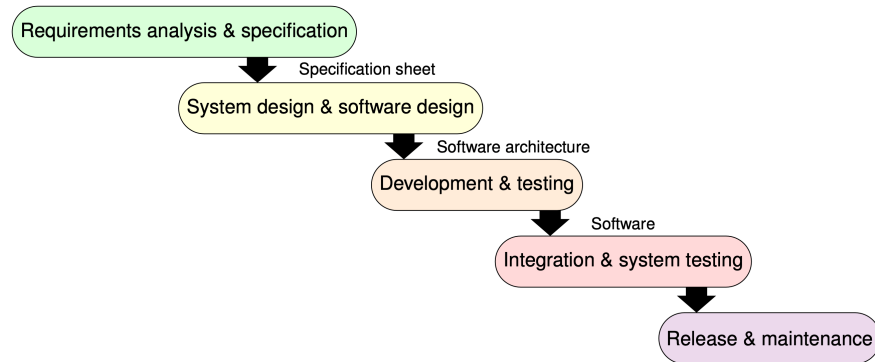 Requirements analysis & specification
Specification sheet
System design & software design
Software architecture
Development & testing
Software
Integration & system testing
Release & maintenance